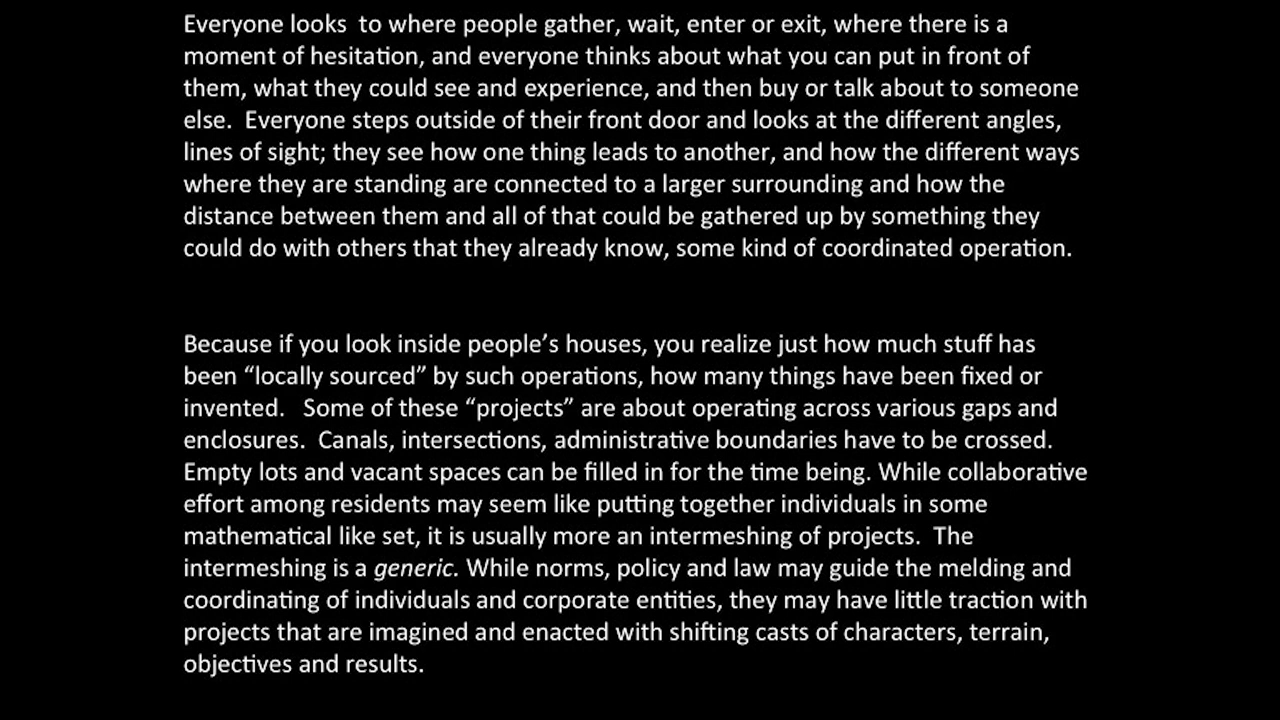 Everyone looks  to where people gather, wait, enter or exit, where there is a
moment of hesitation, and everyone thinks about what you can put in front of
them, what they could see and experience, and then buy or talk about to someone
else.  Everyone steps outside of their front door and looks at the different angles,
lines of sight; they see how one thing leads to another, and how the different ways
where they are standing are connected to a larger surrounding and how the
distance between them and all of that could be gathered up by something they
could do with others that they already know, some kind of coordinated operation.
Because if you look inside people’s houses, you realize just how much stuff has
been “locally sourced” by such operations, how many things have been fixed or
invented.   Some of these “projects” are about operating across various gaps and
enclosures.  Canals, intersections, administrative boundaries have to be crossed.
Empty lots and vacant spaces can be filled in for the time being. While collaborative
effort among residents may seem like putting together individuals in some
mathematical like set, it is usually more an intermeshing of projects.  The
intermeshing is a generic. While norms, policy and law may guide the melding and
coordinating of individuals and corporate entities, they may have little traction with
projects that are imagined and enacted with shifting casts of characters, terrain,
objectives and results.